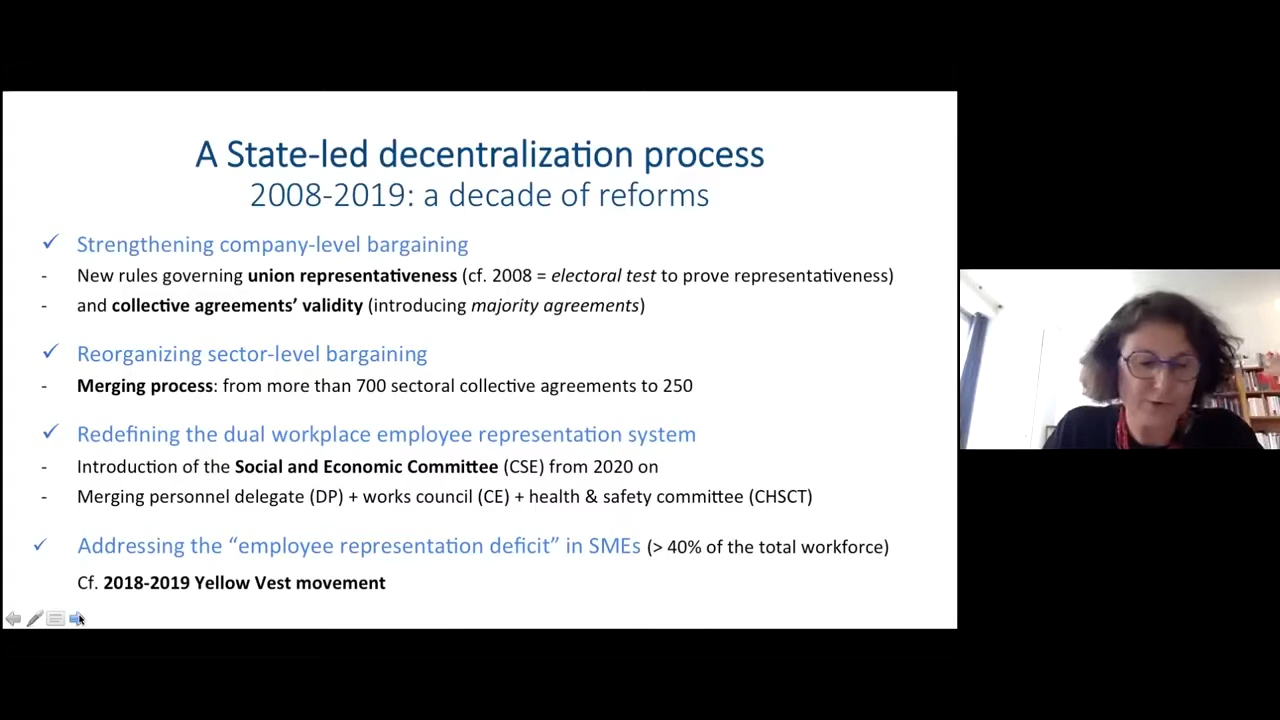 A State-led decentralization process
2008-2019: a decade of reforms
✓ Strengthening company-level bargaining
- New rules governing union representativeness (cf. 2008 = electoral test to prove representativeness)
- and collective agreements’ validity (introducing majority agreements)
✓ Reorganizing sector-level bargaining
- Merging process: from more than 700 sectoral collective agreements to 250
✓ Redefining the dual workplace employee representation system
- Introduction of the Social and Economic Committee (CSE) from 2020 on
- Merging personnel delegate (DP) + works council (CE) + health & safety committee (CHSCT)
✓ Addressing the “employee representation deficit” in SMEs (> 40% of the total workforce)
Cf. 2018-2019 Yellow Vest movement